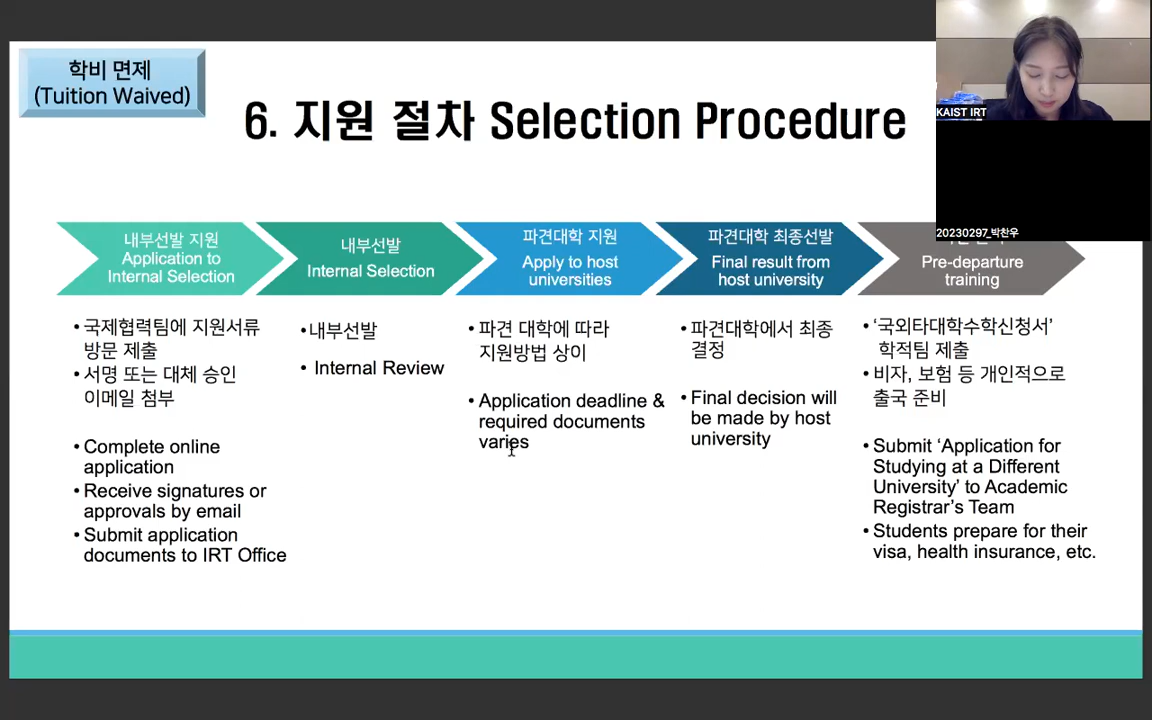 학비 면제
(Tuition Waived)
6. 지원 절차 Selection Procedure
KAIST IRT
20230297_박찬우
내부선발 지원
Application to
Internal Selection
내부선발
Internal Selection
파견대학 지원
Apply to host
universities
파견대학 최종선발
Final result from
host university
Pre-departure
training
•국제협력팀에 지원서류
방문 제출
•서명 또는 대체 승인
이메일 첨부
•Complete online
application
•Receive signatures or
approvals by email
•Submit application
documents to IRT Office
•내부선발
• Internal Review
•파견 대학에 따라
지원방법 상이
•Application deadline &
required documents
varies
•파견대학에서 최종
결정
•Final decision will
be made by host
university
•‘국외타대학수학신청서’
학적팀 제출
•비자, 보험 등 개인적으로
출국 준비
•Submit ‘Application for
Studying at a Different
University’ to Academic
Registrar’s Team
•Students prepare for their
visa, health insurance, etc.